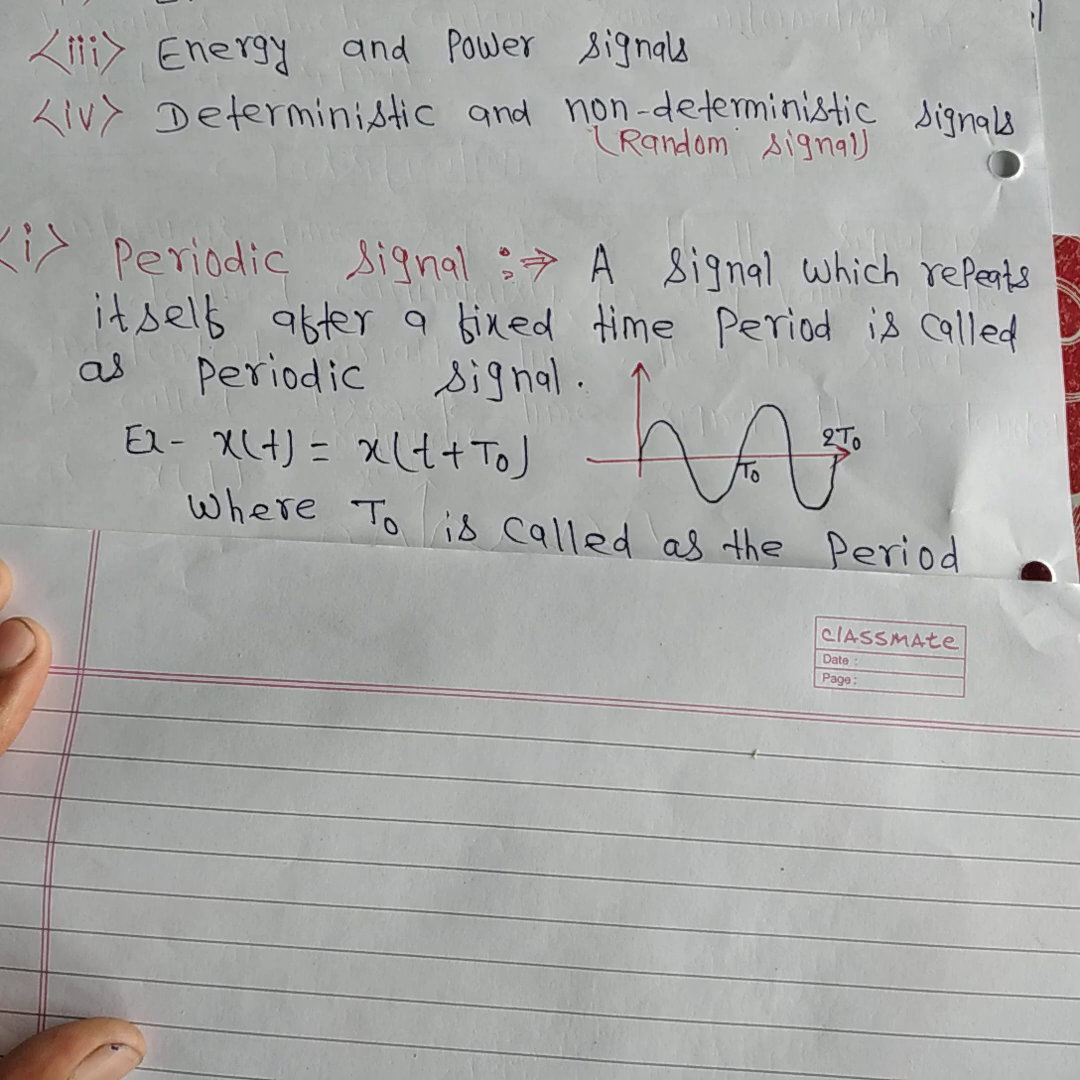 <iii> Energy and Power signals
<iv> Deterministic and non-deterministic signals
(Random signal)
<i> Periodic signal :⇒ A signal which repeats
itself after a fixed time Period is called
as Periodic signal.
Ex- x(t) = x(t+T₀)
2T₀
T₀
Where T₀ is called as the Period
CLASSMATE
Date :
Page :